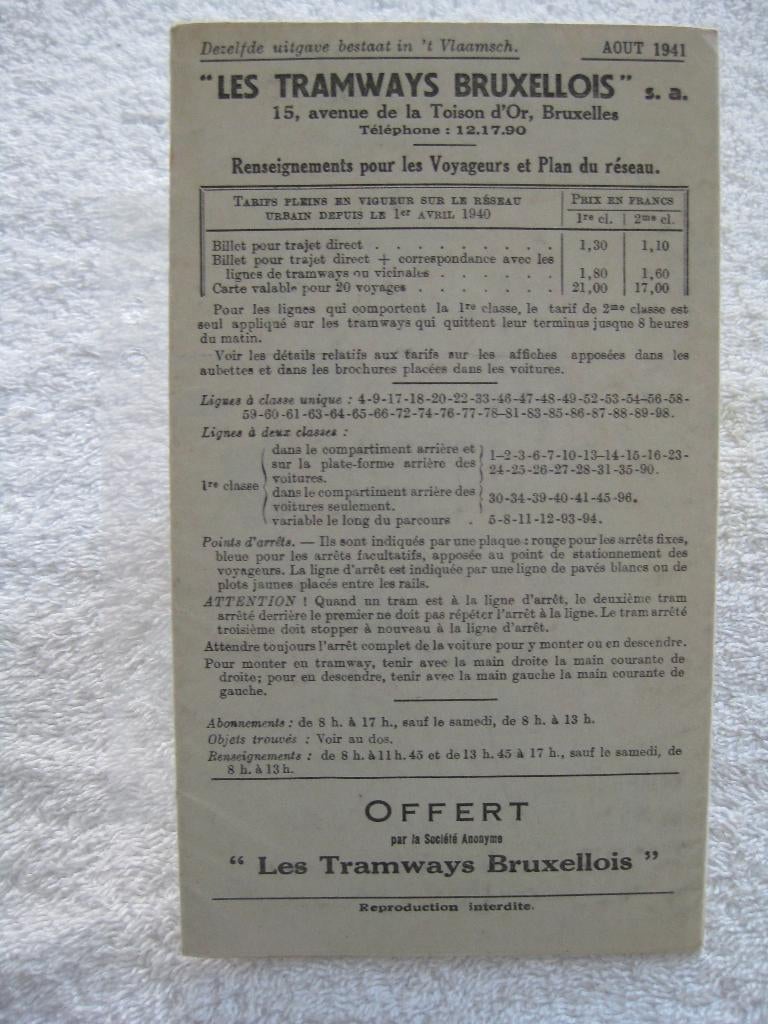 Dezelfde uitgave bestaat in 't Vlaamsch. AOUT 1941
"LES TRAMWAYS BRUXELLOIS" s. a.
15, avenue de la Toison d'Or, Bruxelles
Téléphone : 12.17.90
Renseignements pour les Voyageurs et Plan du réseau.
TARIFS PLEINS EN VIGUEUR SUR LE RÉSEAU PRIX EN FRANCS
URBAIN DEPUIS LE 1er AVRIL 1940 1re cl. 2me cl.
Billet pour trajet direct . . . . . . . . . 1,30 1,10
Billet pour trajet direct + correspondance avec les
lignes de tramways ou vicinales . . . . . . 1,80 1,60
Carte valable pour 20 voyages . . . . . . . 21,00 17,00
Pour les lignes qui comportent la 1re classe, le tarif de 2me classe est
seul appliqué sur les tramways qui quittent leur terminus jusque 8 heures
du matin.
Voir les détails relatifs aux tarifs sur les affiches apposées dans les
aubettes et dans les brochures placées dans les voitures.
Lignes à classe unique : 4-9-17-18-20-22-33-46-47-48-49-52-53-54-56-58-
59-60-61-63-64-65-66-72-74-76-77-78-81-83-85-86-87-88-89-98.
Lignes à deux classes :
dans le compartiment arrière et
sur la plate-forme arrière des
voitures.
1-2-3-6-7-10-13-14-15-16-23-
24-25-26-27-28-31-35-90.
1re classe
dans le compartiment arrière des
voitures seulement.
30-34-39-40-41-45-96.
variable le long du parcours . 5-8-11-12-93-94.
Points d'arrêts. — Ils sont indiqués par une plaque : rouge pour les arrêts fixes,
bleue pour les arrêts facultatifs, apposée au point de stationnement des
voyageurs. La ligne d'arrêt est indiquée par une ligne de pavés blancs ou de
plots jaunes placés entre les rails.
ATTENTION ! Quand un tram est à la ligne d'arrêt, le deuxième tram
arrêté derrière le premier ne doit pas répéter l'arrêt à la ligne. Le tram arrêté
troisième doit stopper à nouveau à la ligne d'arrêt.
Attendre toujours l'arrêt complet de la voiture pour y monter ou en descendre.
Pour monter en tramway, tenir avec la main droite la main courante de
droite; pour en descendre, tenir avec la main gauche la main courante de
gauche.
Abonnements : de 8 h. à 17 h., sauf le samedi, de 8 h. à 13 h.
Objets trouvés : Voir au dos.
Renseignements : de 8 h. à 11 h. 45 et de 13 h. 45 à 17 h., sauf le samedi, de
8 h. à 13 h.
OFFERT
par la Société Anonyme
"Les Tramways Bruxellois"
Reproduction interdite.